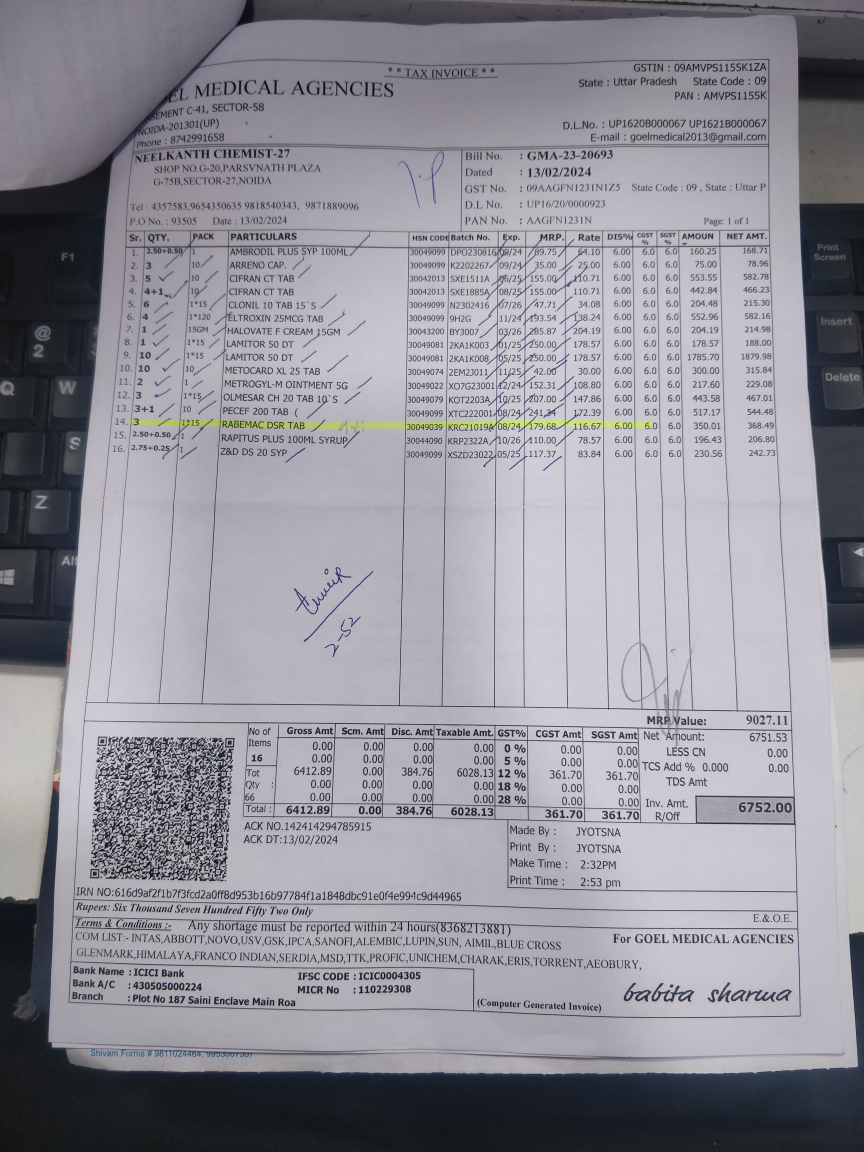 **TAX INVOICE**
GSTIN : 09AMVPS1155K1ZA
State : Uttar Pradesh State Code : 09
PAN : AMVPS1155K
EL MEDICAL AGENCIES
SEMENT C-41, SECTOR-58
NOIDA-201301(UP)
Phone : 8742991658
D.L.No. : UP1620B000067 UP1621B000067
E-mail : goelmedical2013@gmail.com
NEELKANTH CHEMIST-27
SHOP NO.G-20,PARSVNATH PLAZA
G-75B,SECTOR-27,NOIDA
Tel : 4357583,9654350635 9818540343, 9871889096
P.O No. : 93505 Date : 13/02/2024
Bill No. : GMA-23-20693
Dated : 13/02/2024
GST No. : 09AAGFN1231N1Z5 State Code : 09 , State : Uttar P
D.L No. : UP16/20/0000923
PAN No. : AAGFN1231N Page: 1 of 1
Sr. QTY. PACK PARTICULARS HSN CODE Batch No. Exp. MRP. Rate DIS% CGST % SGST % AMOUN NET AMT.
1. 2.50+0.50 1 AMBRODIL PLUS SYP 100ML 30049099 DPO230816 09/24 89.75 64.10 6.00 6.0 6.0 160.25 168.71
2. 3 10 ARRENO CAP. 30049099 K2202267 09/24 35.00 25.00 6.00 6.0 6.0 75.00 78.96
3. 5 10 CIFRAN CT TAB 30042013 SXE1511A 06/25 155.00 110.71 6.00 6.0 6.0 553.55 582.78
4. 4+1 10 CIFRAN CT TAB 30042013 SXE1885A 08/25 155.00 110.71 6.00 6.0 6.0 442.84 466.23
5. 6 1*15 CLONIL 10 TAB 15`S 30049099 N2302416 07/26 47.71 34.08 6.00 6.0 6.0 204.48 215.30
6. 4 1*120 ELTROXIN 25MCG TAB 30049099 9H2G 11/24 193.54 138.24 6.00 6.0 6.0 552.96 582.16
7. 1 15GM HALOVATE F CREAM 15GM 30043200 BY3007 03/26 285.87 204.19 6.00 6.0 6.0 204.19 214.98
8. 1 1*15 LAMITOR 50 DT 30049081 2KA1K003 01/25 250.00 178.57 6.00 6.0 6.0 178.57 188.00
9. 10 1*15 LAMITOR 50 DT 30049081 2KA1K008 05/25 250.00 178.57 6.00 6.0 6.0 1785.70 1879.98
10. 10 10 METOCARD XL 25 TAB 30049074 2EM2J011 11/25 42.00 30.00 6.00 6.0 6.0 300.00 315.84
11. 2 1 METROGYL-M OINTMENT 5G 30049022 XO7G23001 12/24 152.31 108.80 6.00 6.0 6.0 217.60 229.08
12. 3 1*15 OLMESAR CH 20 TAB 10`S 30049079 KOT2203A 10/25 207.00 147.86 6.00 6.0 6.0 443.58 467.01
13. 3+1 10 PECEF 200 TAB ( 30049099 XTC222001 08/24 241.34 172.39 6.00 6.0 6.0 517.17 544.48
14. 3 1*15 RABEMAC DSR TAB 30049039 KRC21019A 08/24 179.68 116.67 6.00 6.0 6.0 350.01 368.49
15. 2.50+0.50 1 RAPITUS PLUS 100ML SYRUP 30044090 KRP2322A 10/26 110.00 78.57 6.00 6.0 6.0 196.43 206.80
16. 2.75+0.25 1 Z&D DS 20 SYP 30049099 XSZD23022 05/25 117.37 83.84 6.00 6.0 6.0 230.56 242.73
2-52
MRP Value: 9027.11
No of Items 16 Tot Qty : 66
Gross Amt Scm. Amt Disc. Amt Taxable Amt. GST% CGST Amt SGST Amt
0.00 0.00 0.00 0.00 0 % 0.00 0.00
0.00 0.00 0.00 0.00 5 % 0.00 0.00
6412.89 0.00 384.76 6028.13 12 % 361.70 361.70
0.00 0.00 0.00 0.00 18 % 0.00 0.00
0.00 0.00 0.00 0.00 28 % 0.00 0.00
Total : 6412.89 0.00 384.76 6028.13 361.70 361.70
Net Amount: 6751.53
LESS CN 0.00
TCS Add % 0.000 0.00
TDS Amt
Inv. Amt. R/Off 6752.00
ACK NO.142414294785915
ACK DT:13/02/2024
Made By : JYOTSNA
Print By : JYOTSNA
Make Time : 2:32PM
Print Time : 2:53 pm
IRN NO:616d9af2f1b7f3fcd2a0ff8d953b16b97784f1a1848dbc91e0f4e994c9d44965
Rupees: Six Thousand Seven Hundred Fifty Two Only
E.&.O.E.
Terms & Conditions :- Any shortage must be reported within 24 hours(8368213881)
COM LIST:- INTAS,ABBOTT,NOVO,USV,GSK,IPCA,SANOFI,ALEMBIC,LUPIN,SUN, AIMIL,BLUE CROSS
GLENMARK,HIMALAYA,FRANCO INDIAN,SERDIA,MSD,TTK,PROFIC,UNICHEM,CHARAK,ERIS,TORRENT,AEOBURY,
For GOEL MEDICAL AGENCIES
Bank Name : ICICI Bank IFSC CODE : ICIC0004305
Bank A/C : 430505000224 MICR No : 110229308
Branch : Plot No 187 Saini Enclave Main Roa
(Computer Generated Invoice)
babita sharma
Shivam Forms # 9811024464, 9953007307
F1
@
2
Q
W
S
Z
Print
Screen
Insert
Delete